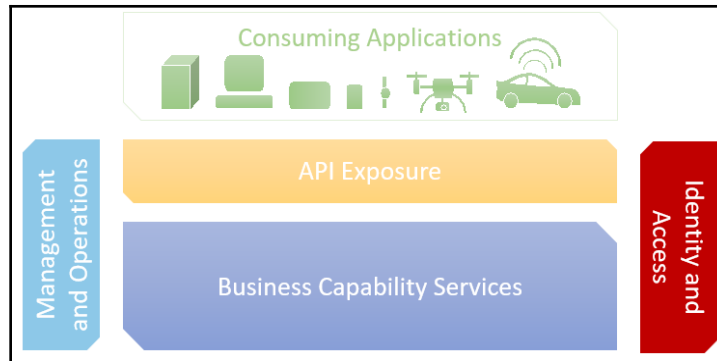 Consuming Applications
Management
and Operations
API Exposure
Business Capability Services
Identity and
Access